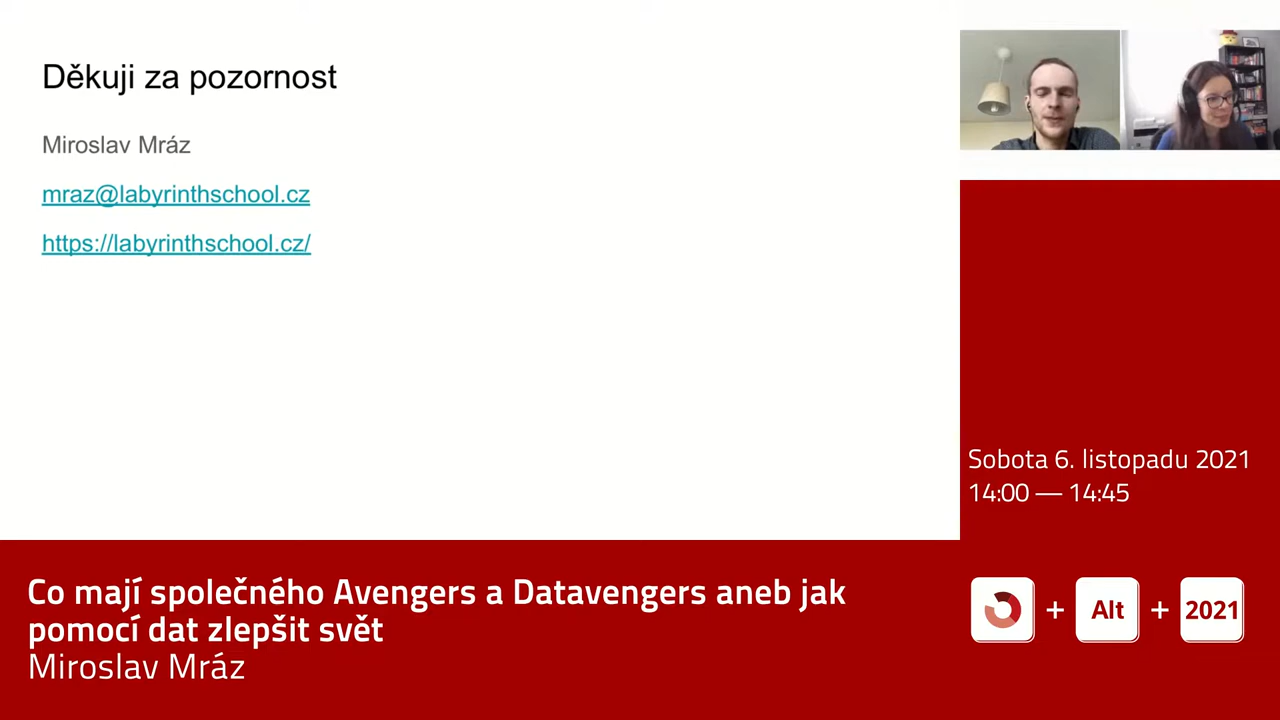 Děkuji za pozornost
Miroslav Mráz
mraz@labyrinthschool.cz
https://labyrinthschool.cz/
Sobota 6. listopadu 2021
14:00 — 14:45
Co mají společného Avengers a Datavengers aneb jak
pomocí dat zlepšit svět
Miroslav Mráz
+ Alt + 2021